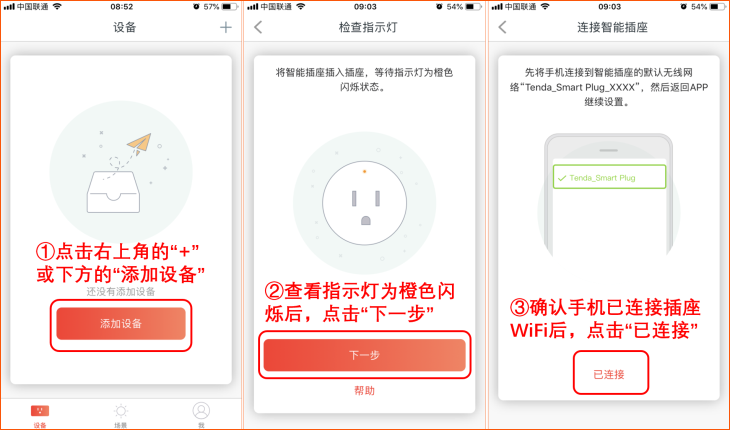 中国联通 08:52 57%
设备 +
①点击右上角的“+”
或下方的“添加设备”
还没有添加设备
添加设备
设备 场景 我
中国联通 09:03 54%
检查指示灯
将智能插座插入插座，等待指示灯为橙色
闪烁状态。
②查看指示灯为橙色闪
烁后，点击“下一步”
下一步
帮助
中国联通 09:03 54%
连接智能插座
先将手机连接到智能插座的默认无线网
络“Tenda_Smart Plug_XXXX”，然后返回APP
继续设置。
Tenda_Smart Plug
③确认手机已连接插座
WiFi后，点击“已连接”
已连接